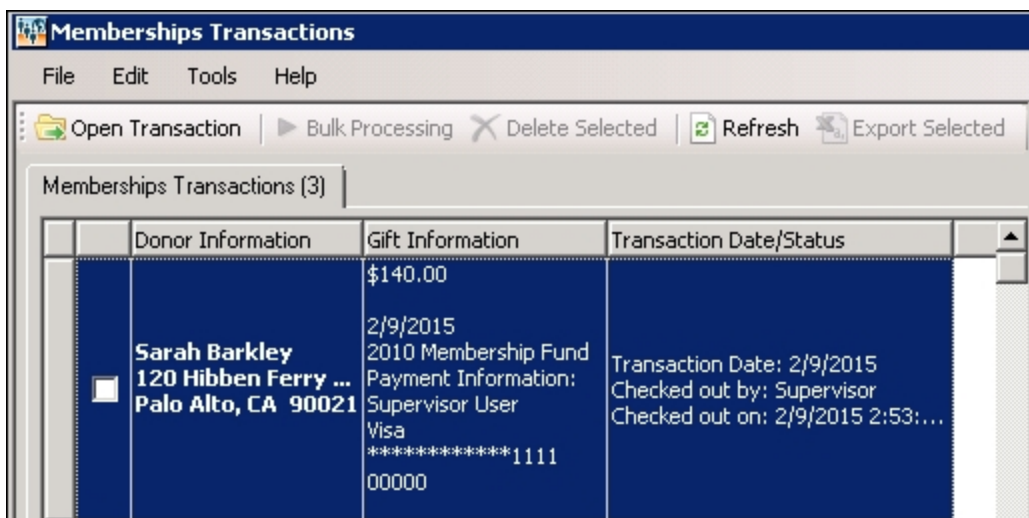 Memberships Transactions
File Edit Tools Help
Open Transaction Bulk Processing Delete Selected Refresh Export Selected
Memberships Transactions (3)
Donor Information Gift Information Transaction Date/Status
Sarah Barkley
120 Hibben Ferry ...
Palo Alto, CA 90021
$140.00
2/9/2015
2010 Membership Fund
Payment Information:
Supervisor User
Visa
************1111
00000
Transaction Date: 2/9/2015
Checked out by: Supervisor
Checked out on: 2/9/2015 2:53:...